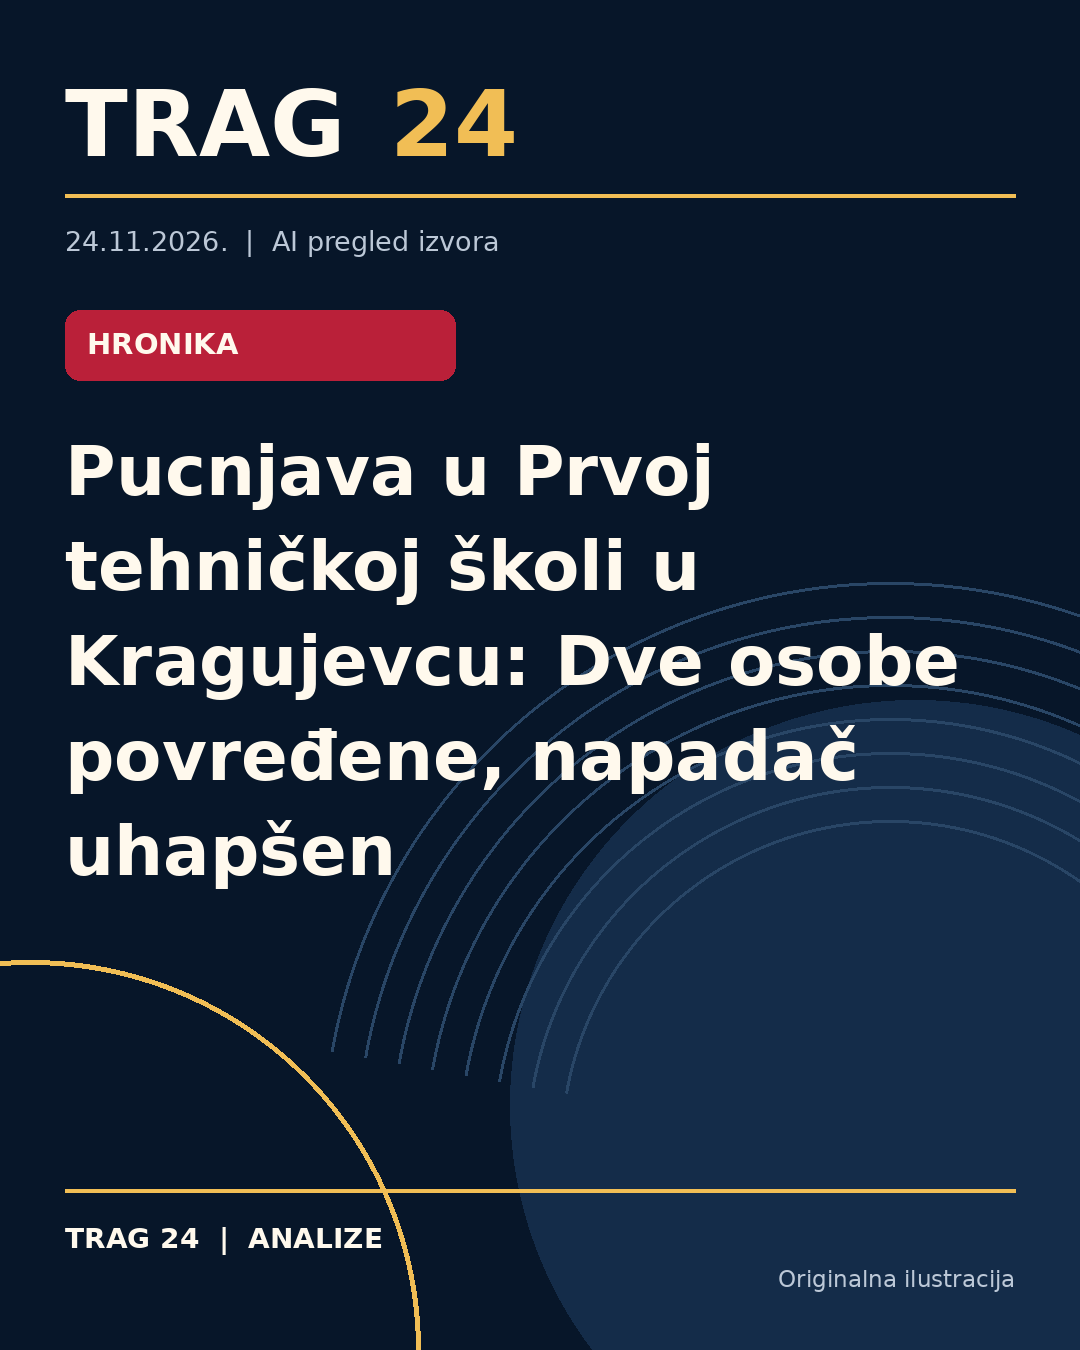 TRAG 24
24.11.2026. | AI pregled izvora
HRONIKA
Pucnjava u Prvoj
tehničkoj školi u
Kragujevcu: Dve osobe
povređene, napadač
uhapšen
TRAG 24 | ANALIZE
Originalna ilustracija